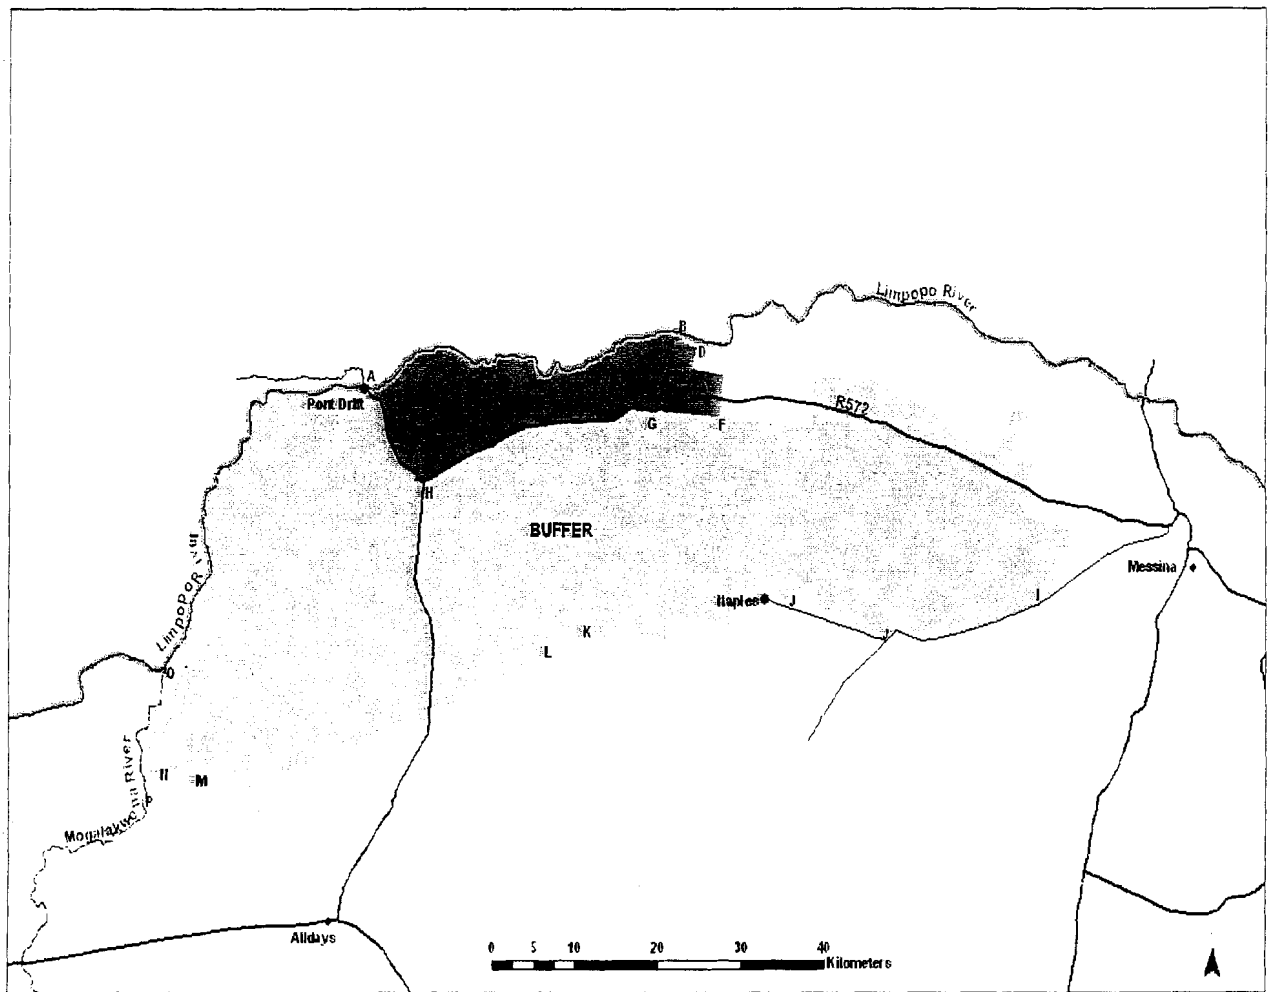 Limpopo River
B
D
A
Pont Drift
R572
G
F
H
BUFFER
Limpopo River
Messina
Naples
J
I
K
L
O
N
M
Mogalakwena River
P
Alldays
0 5 10 20 30 40
Kilometers